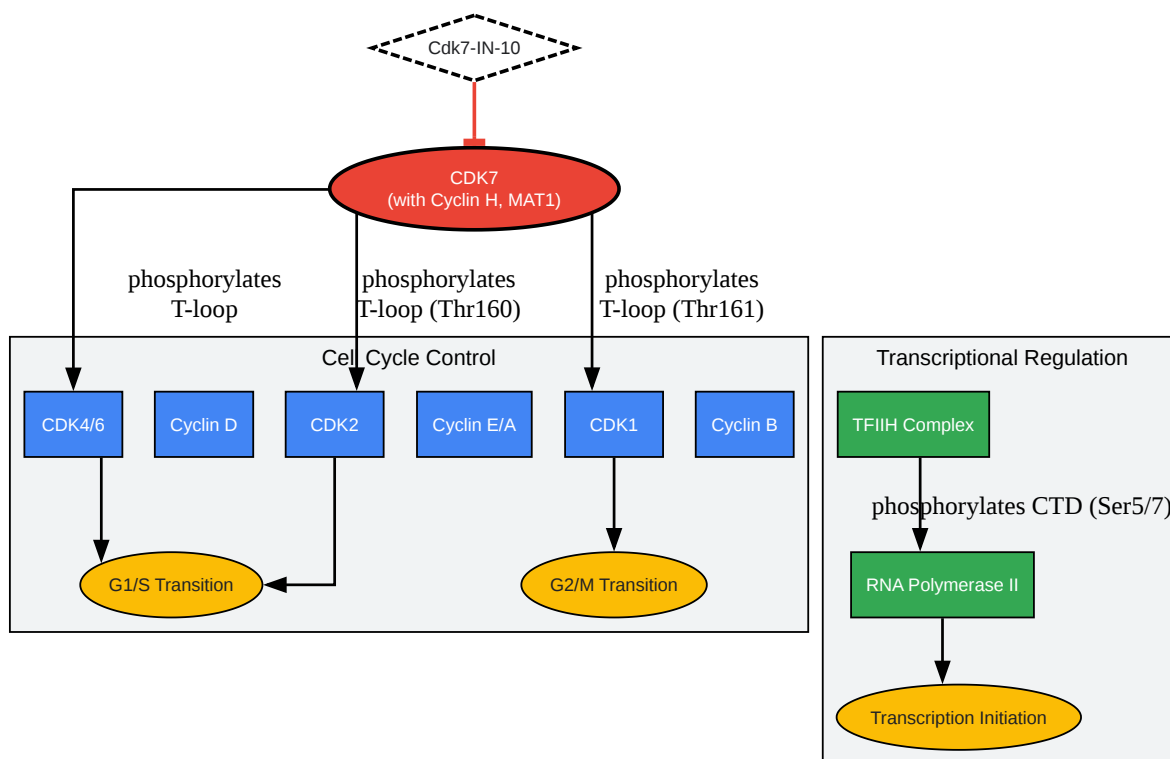 Cdk7-IN-10
CDK7
(with Cyclin H, MAT1)
phosphorylates
T-loop
phosphorylates
T-loop (Thr160)
phosphorylates
T-loop (Thr161)
Cell Cycle Control
Transcriptional Regulation
CDK4/6
Cyclin D
CDK2
Cyclin E/A
CDK1
Cyclin B
TFIIH Complex
phosphorylates CTD (Ser5/7)
G1/S Transition
G2/M Transition
RNA Polymerase II
Transcription Initiation